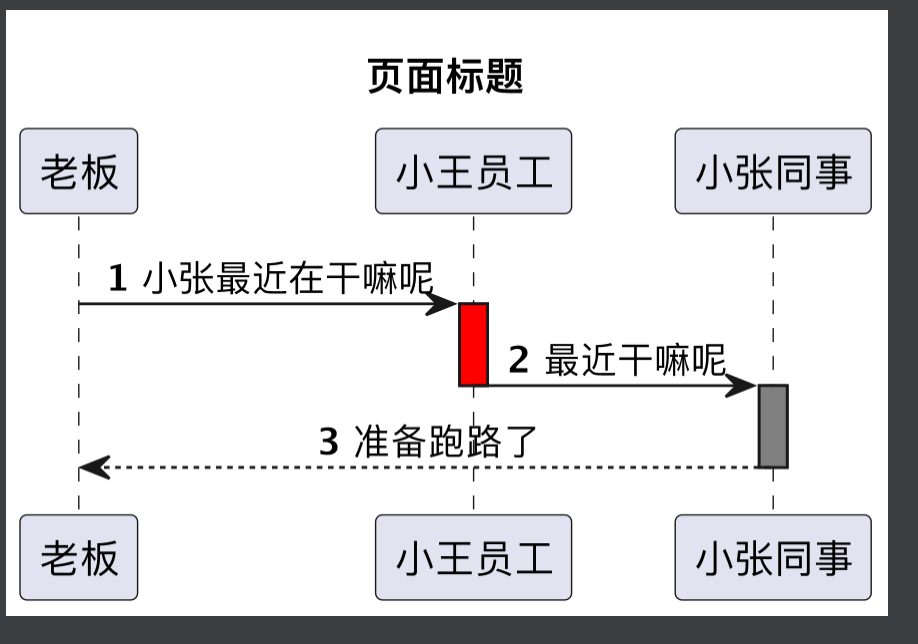 页面标题
老板 小王员工 小张同事
1 小张最近在干嘛呢
2 最近干嘛呢
3 准备跑路了
老板 小王员工 小张同事